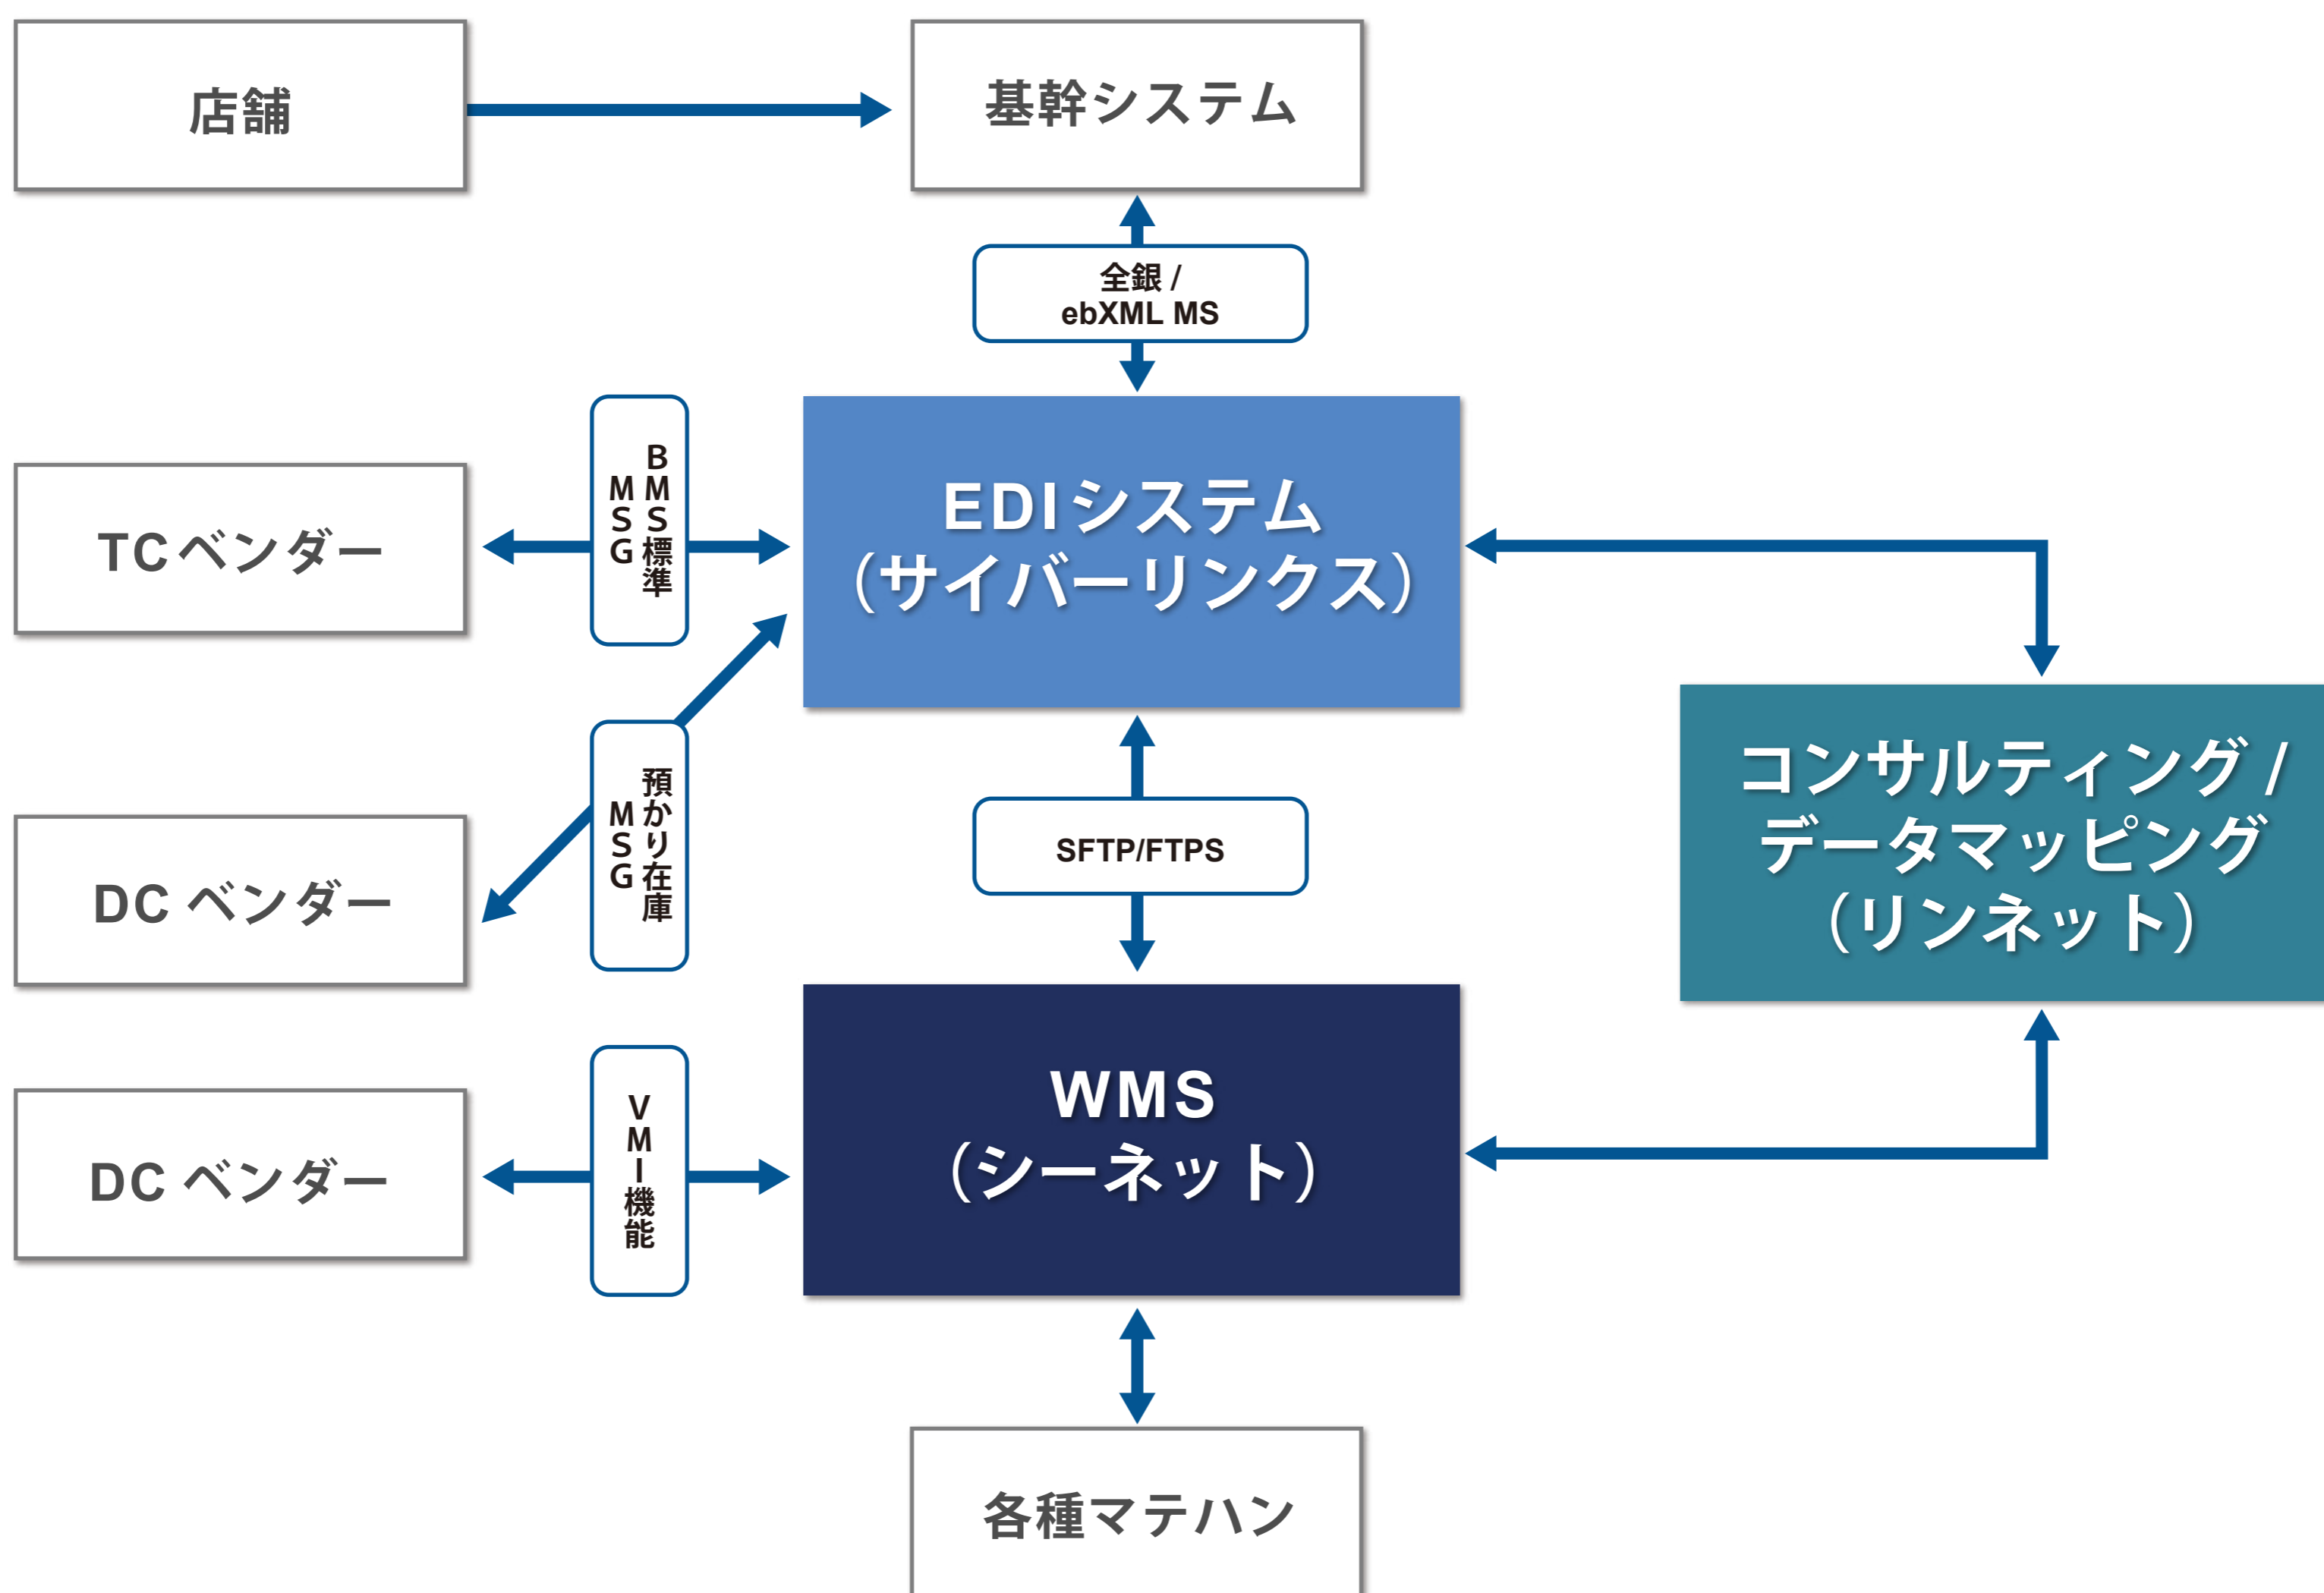 店舗
基幹システム
全銀 /
ebXML MS
BMS標準
MSG
TCベンダー
EDIシステム
（サイバーリンクス）
預かり在庫
MSG
DC ベンダー
SFTP/FTPS
コンサルティング /
データマッピング
（リンネット）
VMI機能
DC ベンダー
WMS
（シーネット）
各種マテハン